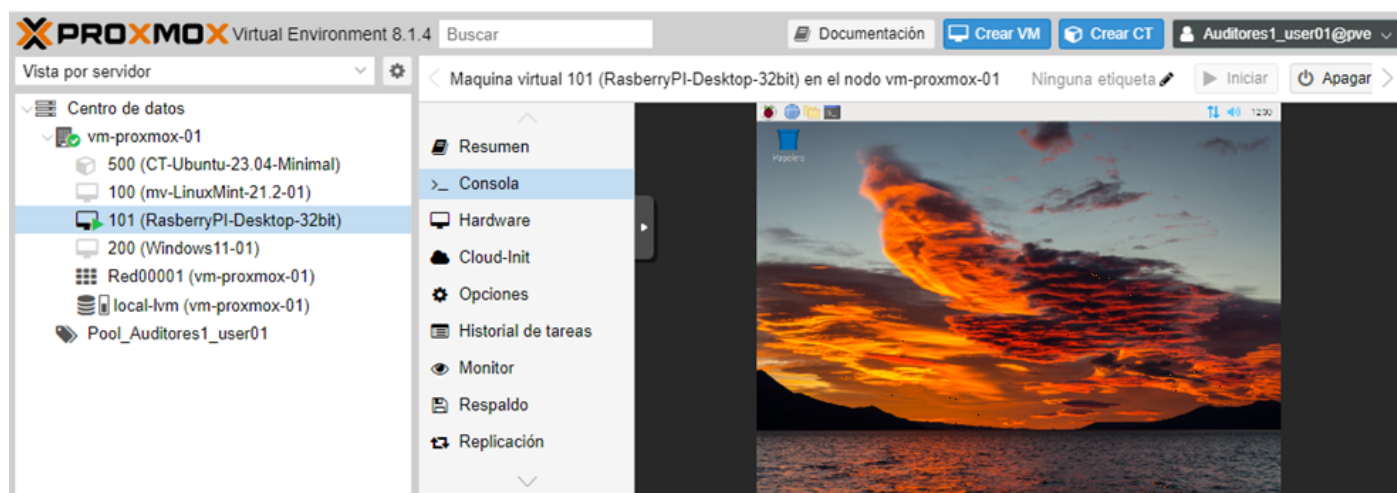 PROXMOX Virtual Environment 8.1.4 Buscar Documentación Crear VM Crear CT Auditores1_user01@pve
Vista por servidor
Maquina virtual 101 (RasberryPI-Desktop-32bit) en el nodo vm-proxmox-01 Ninguna etiqueta Iniciar Apagar
Centro de datos
vm-proxmox-01
500 (CT-Ubuntu-23.04-Minimal)
100 (mv-LinuxMint-21.2-01)
101 (RasberryPI-Desktop-32bit)
200 (Windows11-01)
Red00001 (vm-proxmox-01)
local-lvm (vm-proxmox-01)
Pool_Auditores1_user01
Resumen
>_ Consola
Hardware
Cloud-Init
Opciones
Historial de tareas
Monitor
Respaldo
Replicación